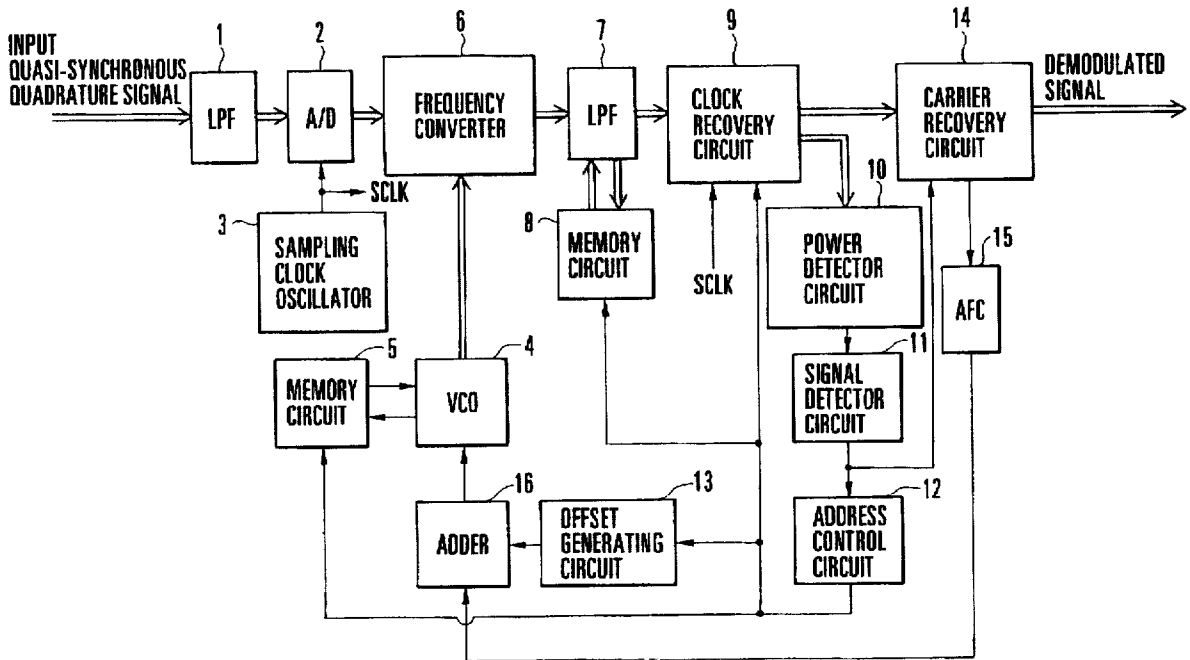 INPUT
QUASI-SYNCHRONOUS
QUADRATURE SIGNAL
1
LPF
2
A/D
SCLK
3
SAMPLING
CLOCK
OSCILLATOR
6
FREQUENCY
CONVERTER
7
LPF
8
MEMORY
CIRCUIT
9
CLOCK
RECOVERY
CIRCUIT
SCLK
14
CARRIER
RECOVERY
CIRCUIT
DEMODULATED
SIGNAL
10
POWER
DETECTOR
CIRCUIT
15
AFC
11
SIGNAL
DETECTOR
CIRCUIT
5
MEMORY
CIRCUIT
4
VCO
16
ADDER
13
OFFSET
GENERATING
CIRCUIT
12
ADDRESS
CONTROL
CIRCUIT